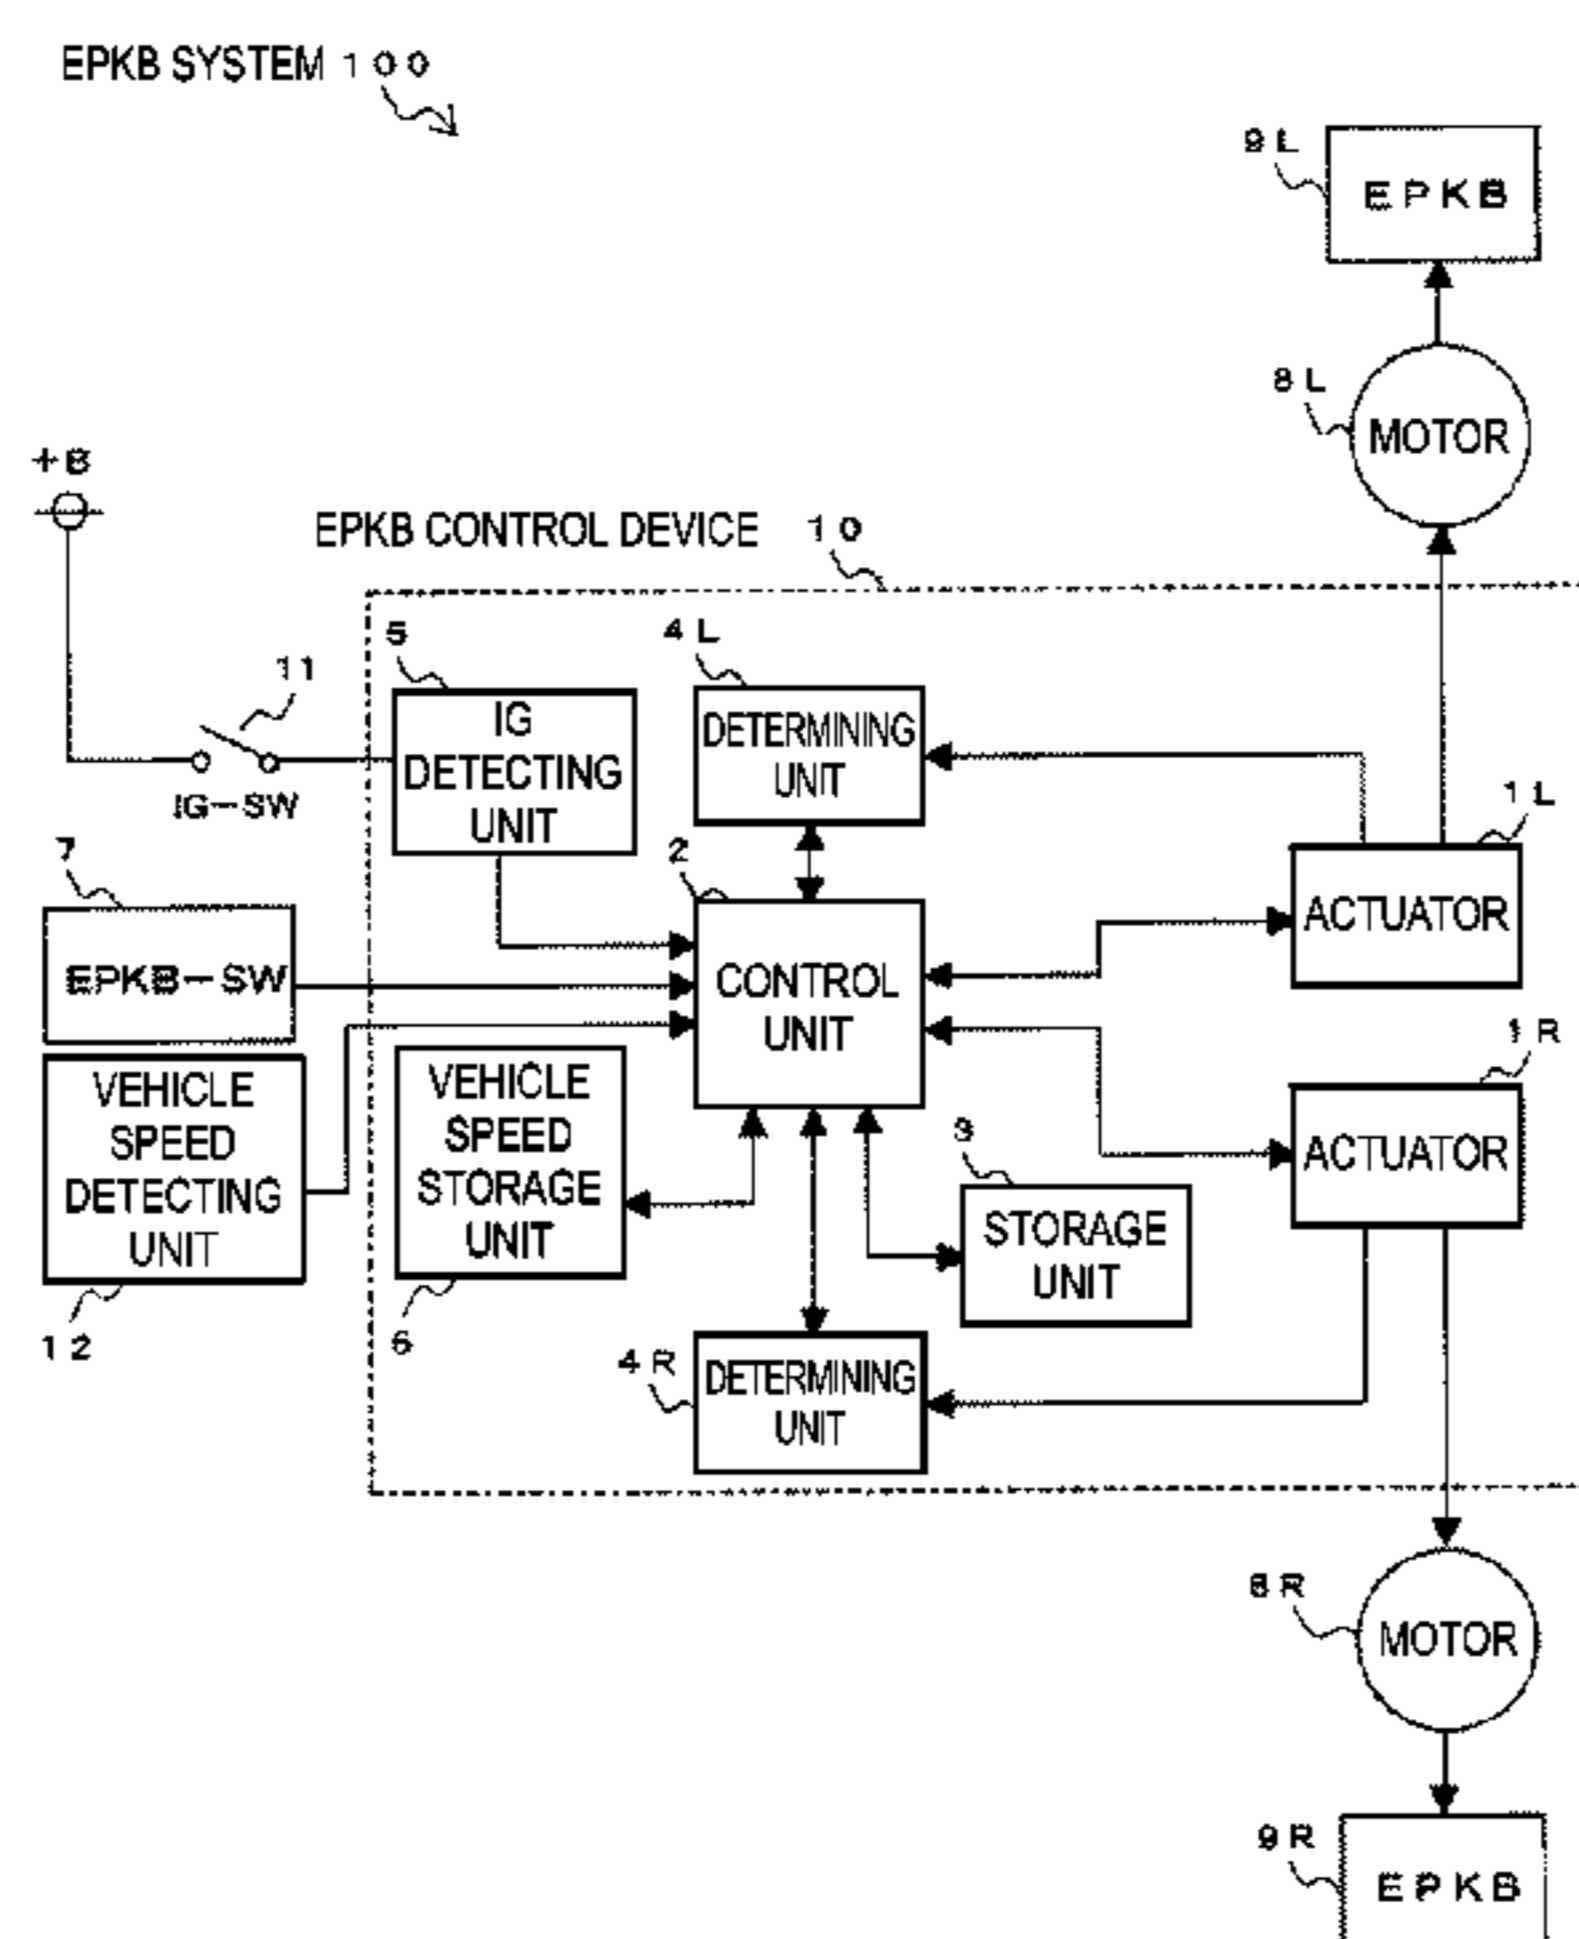 EPKB SYSTEM 100
9L
EPKB
8L
MOTOR
+B
EPKB CONTROL DEVICE 10
5
4L
11
IG
DETECTING
UNIT
DETERMINING
UNIT
IG-SW
1L
7
2
ACTUATOR
EPKB-SW
CONTROL
UNIT
1R
VEHICLE
SPEED
DETECTING
UNIT
VEHICLE
SPEED
STORAGE
UNIT
3
ACTUATOR
STORAGE
UNIT
12
6
4R
DETERMINING
UNIT
8R
MOTOR
9R
EPKB